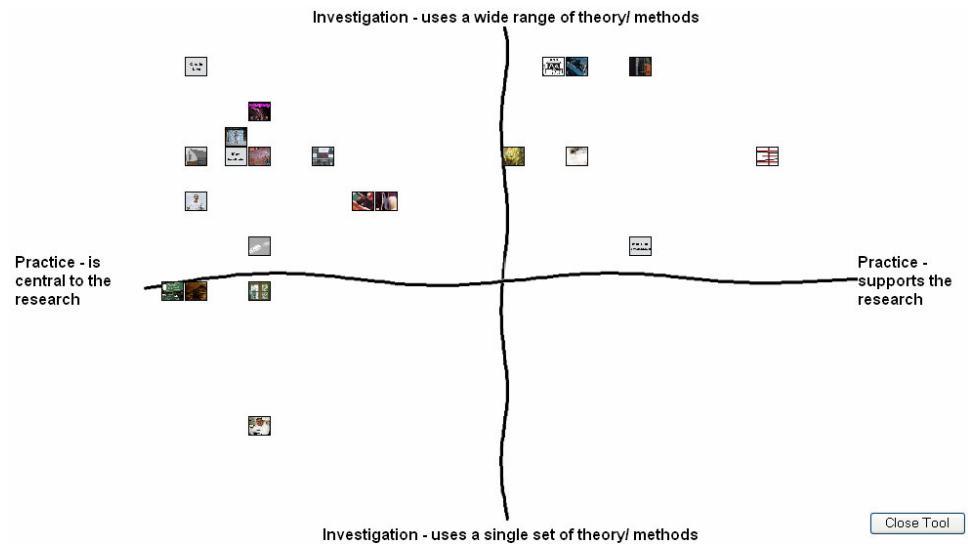 Investigation - uses a wide range of theory/ methods
Practice - is
central to the
research
Practice -
supports the
research
Investigation - uses a single set of theory/ methods
Close Tool